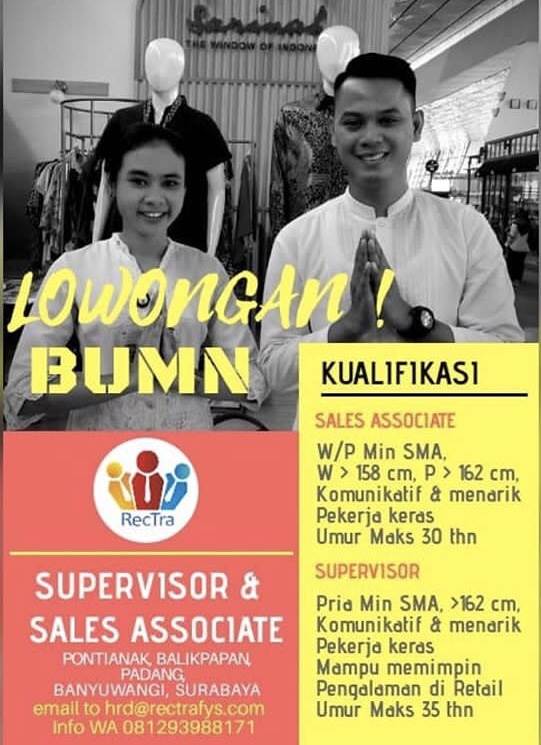 Sarinah
THE WINDOW OF INDONE
LOWONGAN !
BUMN
RecTra
SUPERVISOR &
SALES ASSOCIATE
PONTIANAK, BALIKPAPAN,
PADANG,
BANYUWANGI, SURABAYA
email to hrd@rectrafys.com
Info WA 081293988171
KUALIFIKASI
SALES ASSOCIATE
W/P Min SMA,
W > 158 cm, P > 162 cm,
Komunikatif & menarik
Pekerja keras
Umur Maks 30 thn
SUPERVISOR
Pria Min SMA, >162 cm,
Komunikatif & menarik
Pekerja keras
Mampu memimpin
Pengalaman di Retail
Umur Maks 35 thn